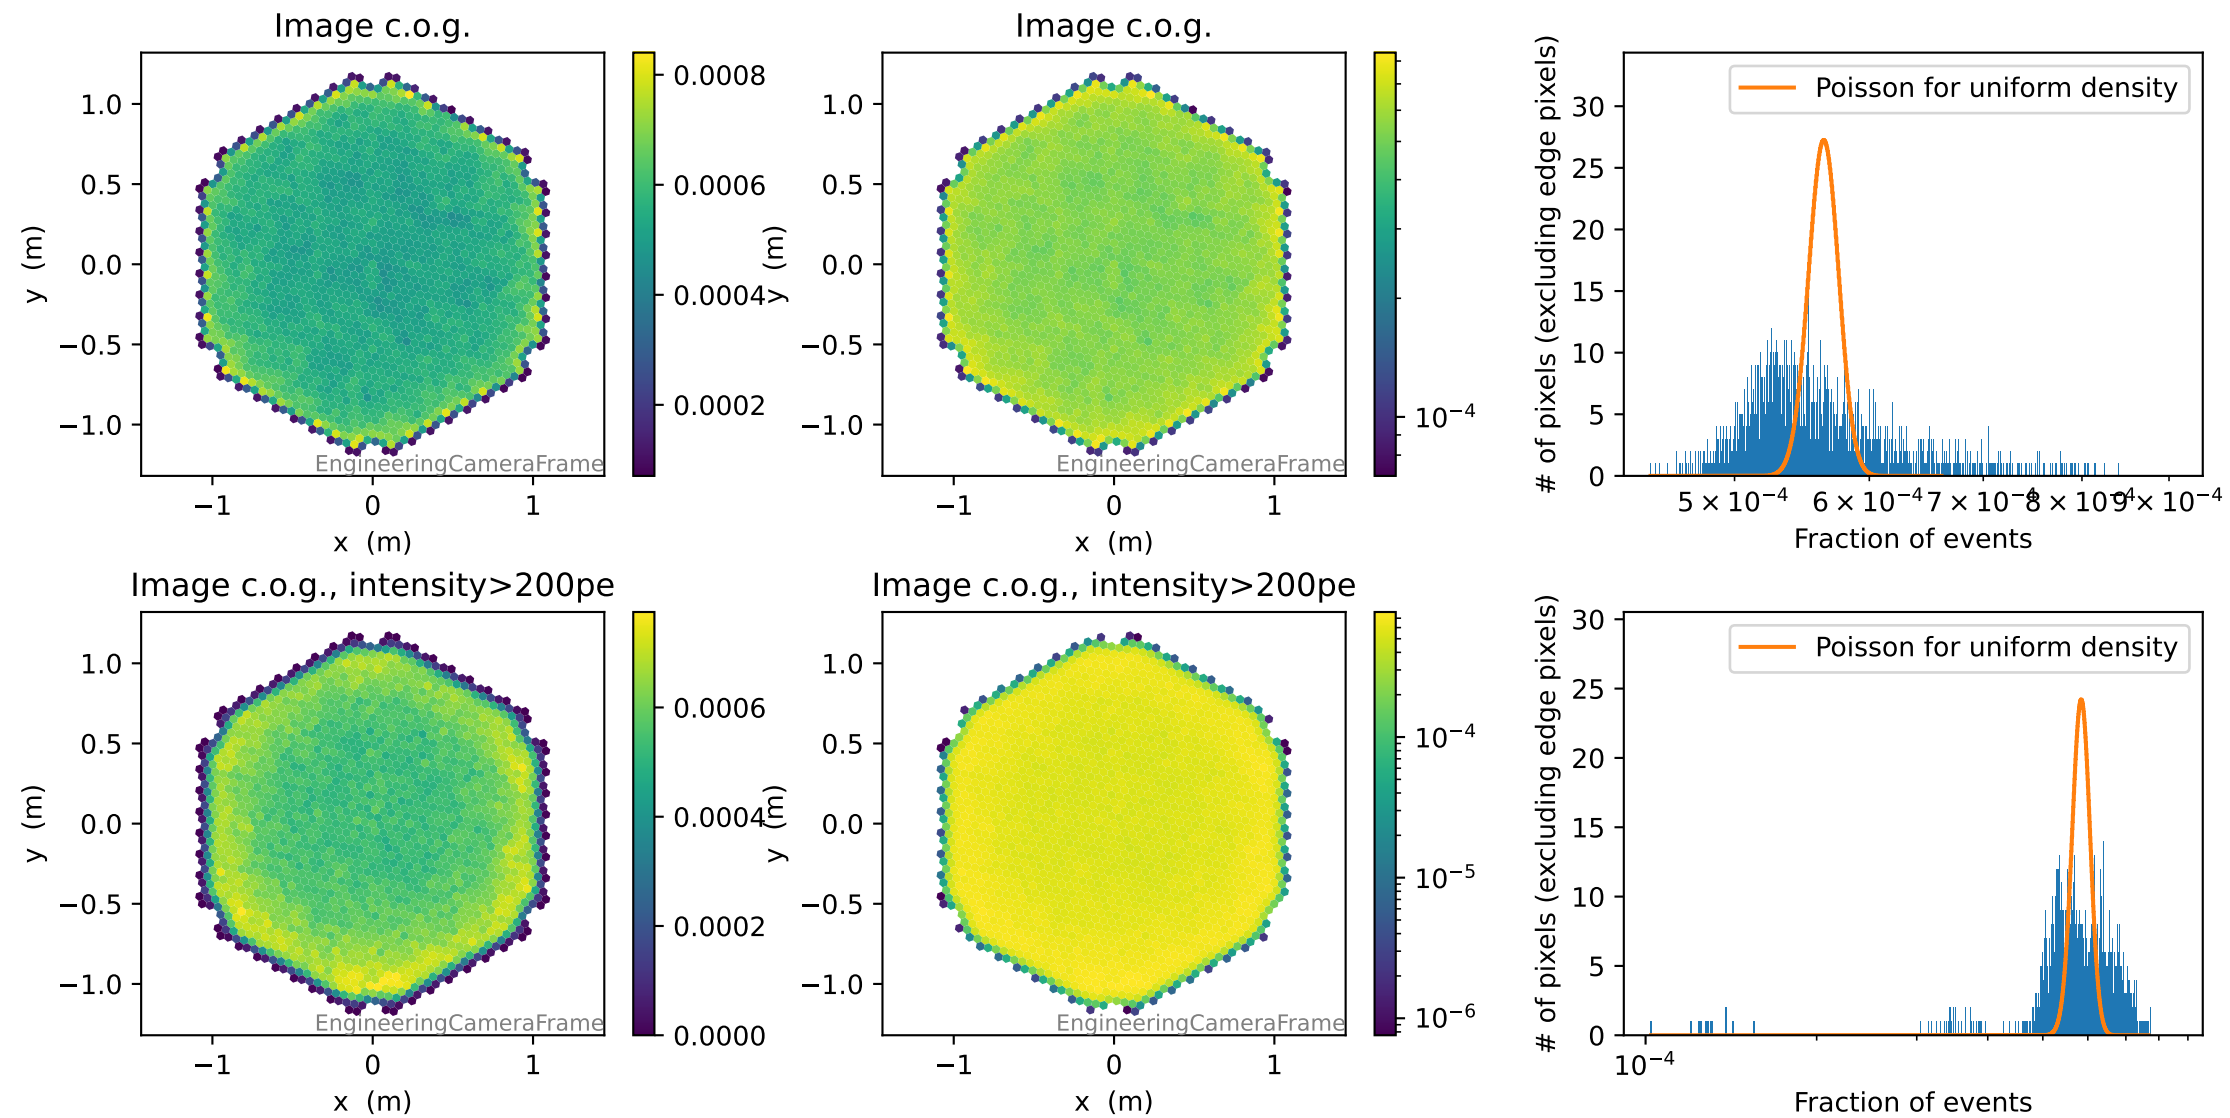 Image c.o.g.
y (m)
1.0
0.5
0.0
−0.5
−1.0
−1
0
1
x (m)
EngineeringCameraFrame
0.0008
0.0006
0.0004
0.0002
Image c.o.g.
y (m)
1.0
0.5
0.0
−0.5
−1.0
−1
0
1
x (m)
EngineeringCameraFrame
10⁻⁴
# of pixels (excluding edge pixels)
30
25
20
15
10
5
0
Poisson for uniform density
5 × 10⁻⁴
6 × 10⁻⁴
7 × 10⁻⁴
8 × 10⁻⁴
9 × 10⁻⁴
Fraction of events
Image c.o.g., intensity>200pe
y (m)
1.0
0.5
0.0
−0.5
−1.0
−1
0
1
x (m)
EngineeringCameraFrame
0.0006
0.0004
0.0002
0.0000
Image c.o.g., intensity>200pe
y (m)
1.0
0.5
0.0
−0.5
−1.0
−1
0
1
x (m)
EngineeringCameraFrame
10⁻⁴
10⁻⁵
10⁻⁶
# of pixels (excluding edge pixels)
30
25
20
15
10
5
0
Poisson for uniform density
10⁻⁴
Fraction of events